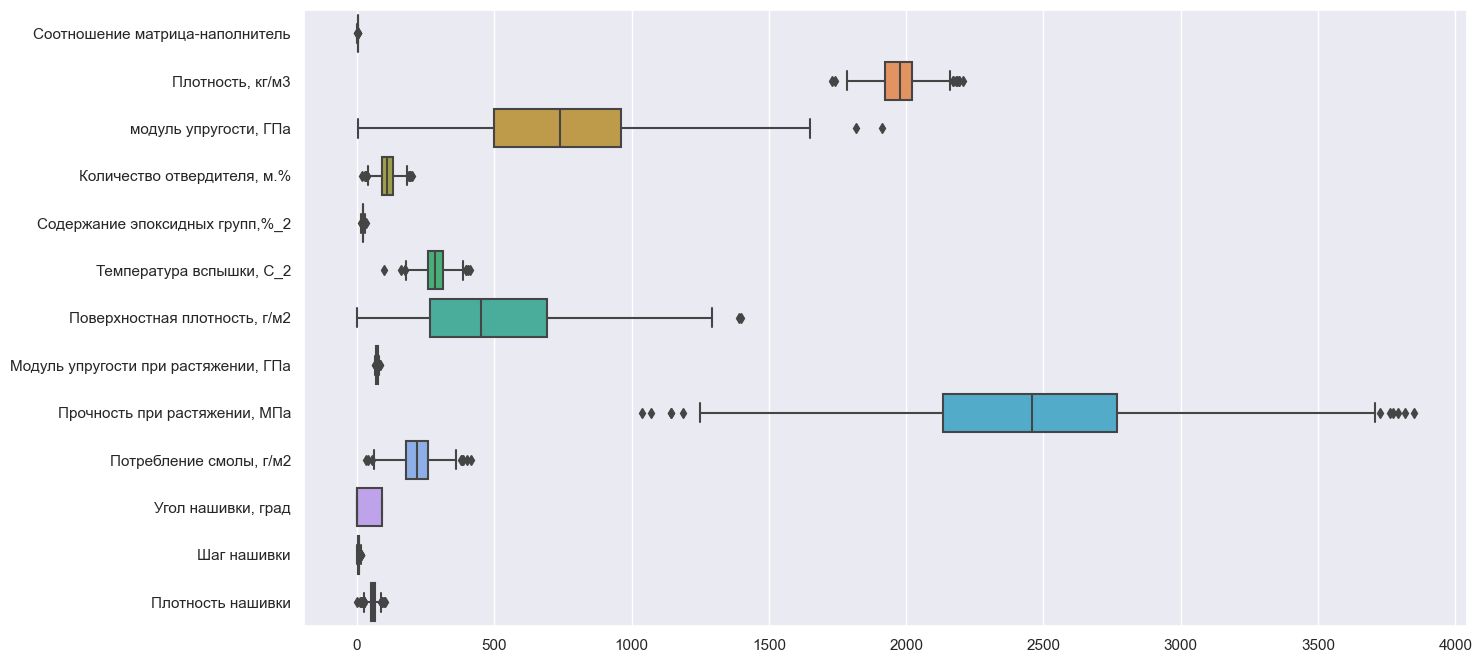 Соотношение матрица-наполнитель
Плотность, кг/м3
модуль упругости, ГПа
Количество отвердителя, м.%
Содержание эпоксидных групп,%_2
Температура вспышки, С_2
Поверхностная плотность, г/м2
Модуль упругости при растяжении, ГПа
Прочность при растяжении, МПа
Потребление смолы, г/м2
Угол нашивки, град
Шаг нашивки
Плотность нашивки
0 500 1000 1500 2000 2500 3000 3500 4000